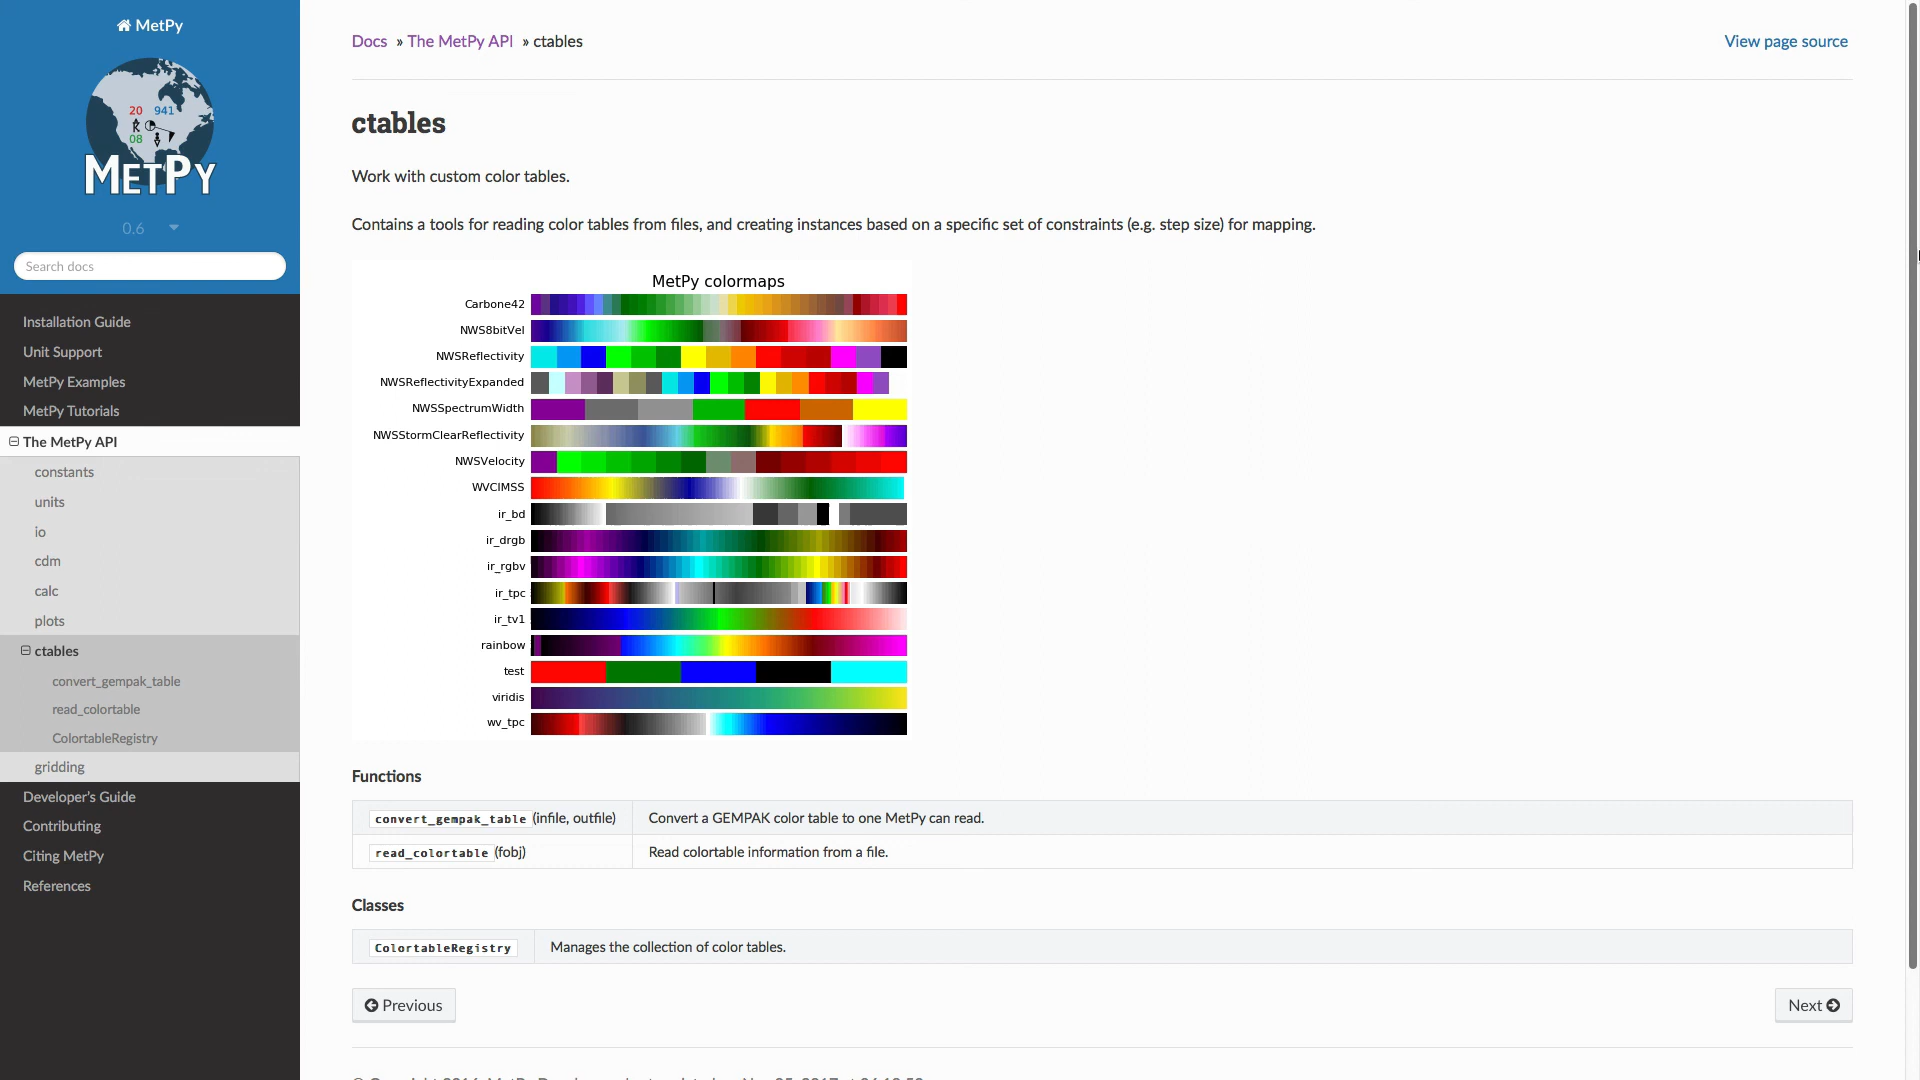 MetPy
20 941
08
METPY
0.6
Search docs
Installation Guide
Unit Support
MetPy Examples
MetPy Tutorials
The MetPy API
constants
units
io
cdm
calc
plots
ctables
convert_gempak_table
read_colortable
ColortableRegistry
gridding
Developer's Guide
Contributing
Citing MetPy
References
Docs » The MetPy API » ctables
View page source
ctables
Work with custom color tables.
Contains a tools for reading color tables from files, and creating instances based on a specific set of constraints (e.g. step size) for mapping.
MetPy colormaps
Carbone42
NWS8bitVel
NWSReflectivity
NWSReflectivityExpanded
NWSSpectrumWidth
NWSStormClearReflectivity
NWSVelocity
WVCIMSS
ir_bd
ir_drgb
ir_rgbv
ir_tpc
ir_tv1
rainbow
test
viridis
wv_tpc
Functions
convert_gempak_table (infile, outfile) Convert a GEMPAK color table to one MetPy can read.
read_colortable (fobj) Read colortable information from a file.
Classes
ColortableRegistry Manages the collection of color tables.
Previous
Next